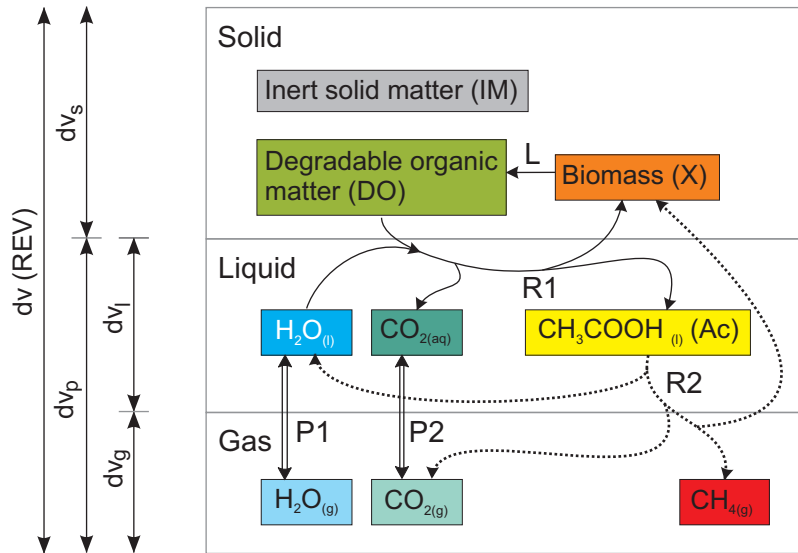 Solid
Inert solid matter (IM)
Degradable organic
matter (DO)
L
Biomass (X)
dv (REV)
dvₛ
dvₚ
dvₗ
dv_g
Liquid
R1
H₂O₍ₗ₎
CO₂₍aq₎
CH₃COOH ₍ₗ₎ (Ac)
R2
P1
P2
Gas
H₂O₍g₎
CO₂₍g₎
CH₄₍g₎